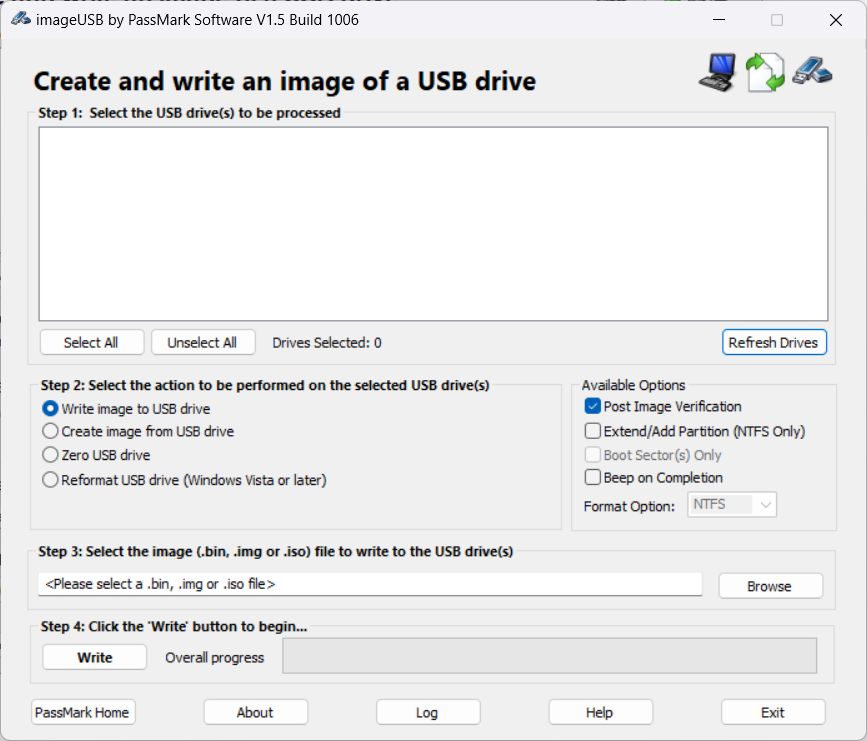 imageUSB by PassMark Software V1.5 Build 1006
Create and write an image of a USB drive
Step 1:  Select the USB drive(s) to be processed
Select All
Unselect All
Drives Selected: 0
Refresh Drives
Step 2: Select the action to be performed on the selected USB drive(s)
Write image to USB drive
Create image from USB drive
Zero USB drive
Reformat USB drive (Windows Vista or later)
Available Options
Post Image Verification
Extend/Add Partition (NTFS Only)
Boot Sector(s) Only
Beep on Completion
Format Option: NTFS
Step 3: Select the image (.bin, .img or .iso) file to write to the USB drive(s)
<Please select a .bin, .img or .iso file>
Browse
Step 4: Click the 'Write' button to begin...
Write
Overall progress
PassMark Home
About
Log
Help
Exit